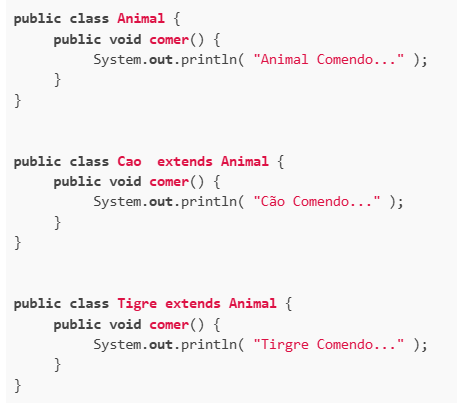 public class Animal {
public void comer() {
System.out.println( "Animal Comendo..." );
}
}
public class Cao  extends Animal {
public void comer() {
System.out.println( "Cão Comendo..." );
}
}
public class Tigre extends Animal {
public void comer() {
System.out.println( "Tirgre Comendo..." );
}
}